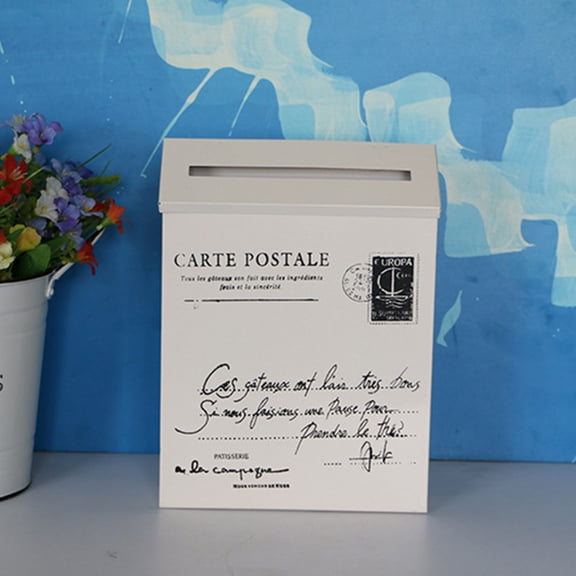 CARTE POSTALE
Tous les gâteaux son fait avec les ingrédients
frais et la sincérité
EUROPA
Ces gâteaux ont l'air très bons
Si nous faisions une Pause Pour
Prendre le thé?
PATISSERIE
a la campagne